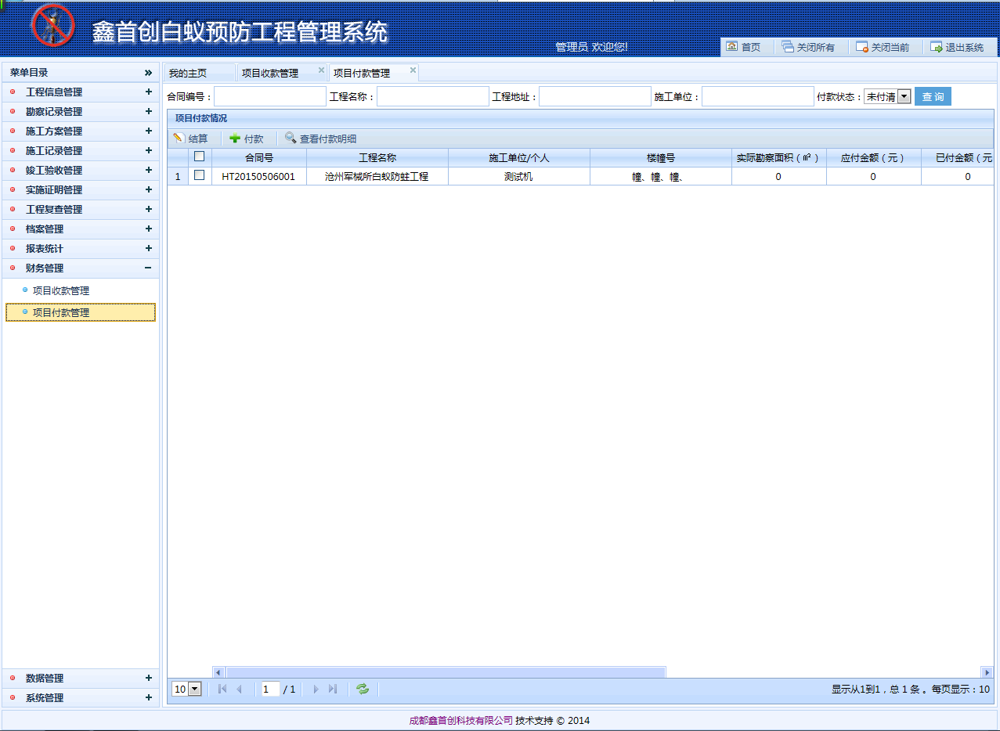 鑫首创白蚁预防工程管理系统
管理员 欢迎您!
首页 关闭所有 关闭当前 退出系统
菜单目录
工程信息管理
勘察记录管理
施工方案管理
施工记录管理
竣工验收管理
实施证明管理
工程复查管理
档案管理
报表统计
财务管理
项目收款管理
项目付款管理
数据管理
系统管理
我的主页 项目收款管理 项目付款管理
合同编号： 工程名称： 工程地址： 施工单位： 付款状态： 未付清 查 询
项目付款情况
结算 付款 查看付款明细
合同号 工程名称 施工单位/个人 楼幢号 实际勘察面积（㎡） 应付金额（元） 已付金额（元
1 HT20150506001 沧州军械所白蚁防蛀工程 测试机 幢、幢、幢、 0 0 0
10 1 / 1 显示从1到1，总 1 条 。每页显示：10
成都鑫首创科技有限公司 技术支持 © 2014